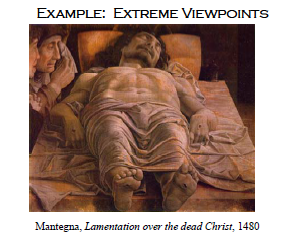 EXAMPLE: EXTREME VIEWPOINTS
Mantegna, Lamentation over the dead Christ, 1480